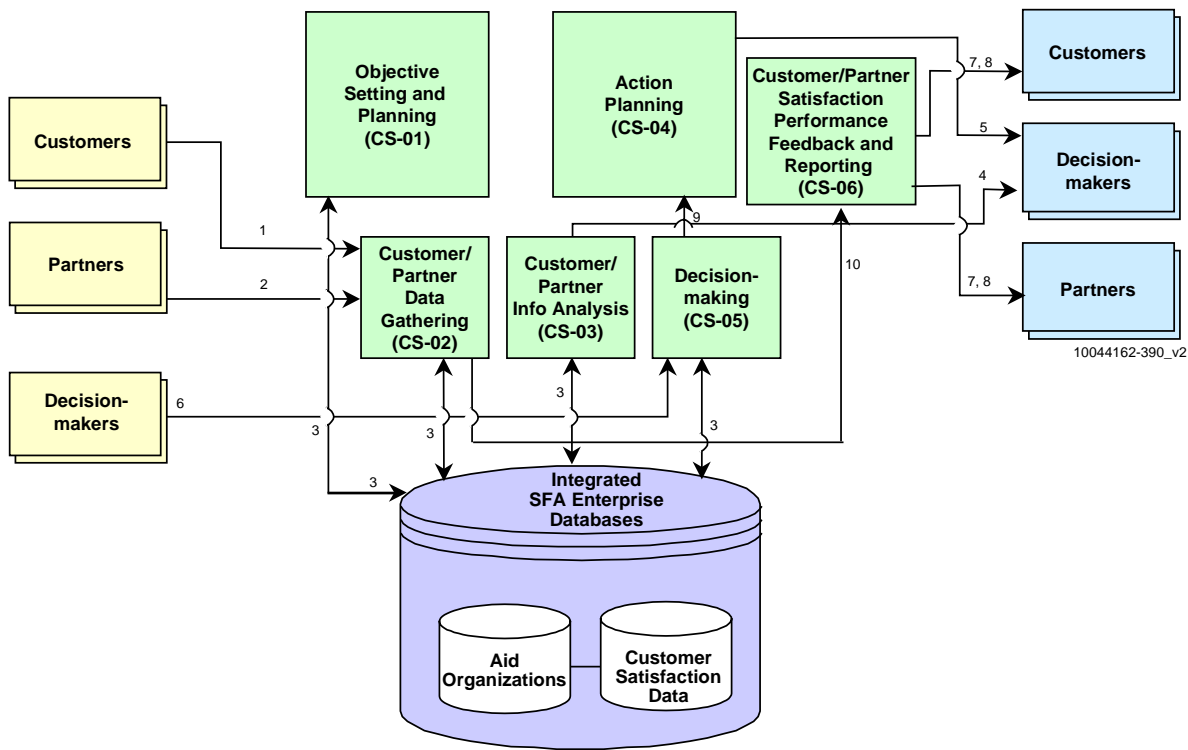 Objective
Setting and
Planning
(CS-01)
Action
Planning
(CS-04)
Customer/Partner
Satisfaction
Performance
Feedback and
Reporting
(CS-06)
7, 8
Customers
Customers
5
Decision-
makers
4
Partners
1
9
2
Customer/
Partner
Data
Gathering
(CS-02)
Customer/
Partner
Info Analysis
(CS-03)
Decision-
making
(CS-05)
10
7, 8
Partners
10044162-390_v2
Decision-
makers
6
3
3
3
3
3
Integrated
SFA Enterprise
Databases
Aid
Organizations
Customer
Satisfaction
Data